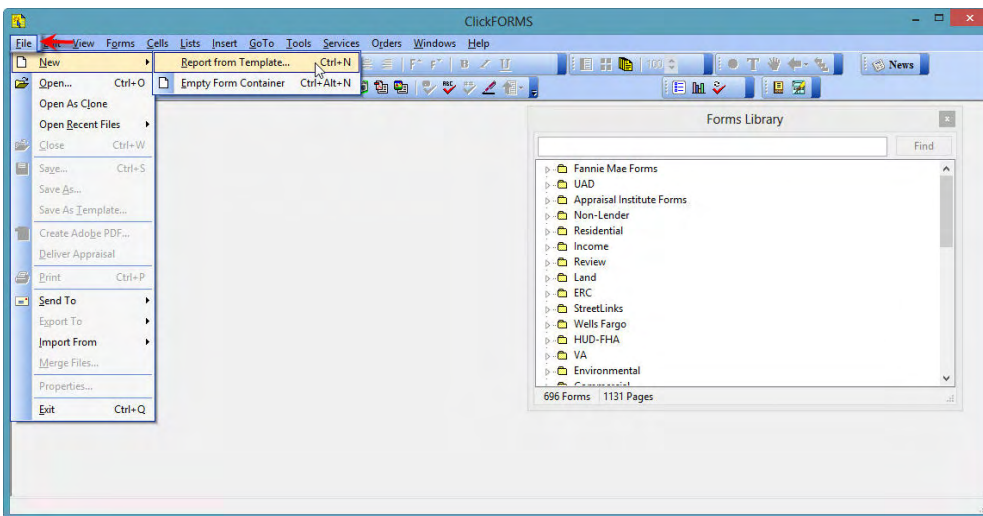 ClickFORMS
File Edit View Forms Cells Lists Insert GoTo Tools Services Orders Windows Help
New Report from Template... Ctrl+N
B I U 100 T News
Open... Ctrl+O Empty Form Container Ctrl+Alt+N
Open As Clone
Open Recent Files
Close Ctrl+W
Save... Ctrl+S
Save As...
Save As Template...
Create Adobe PDF...
Deliver Appraisal
Print Ctrl+P
Send To
Export To
Import From
Merge Files...
Properties...
Exit Ctrl+Q
Forms Library
Find
Fannie Mae Forms
UAD
Appraisal Institute Forms
Non-Lender
Residential
Income
Review
Land
ERC
StreetLinks
Wells Fargo
HUD-FHA
VA
Environmental
696 Forms 1131 Pages